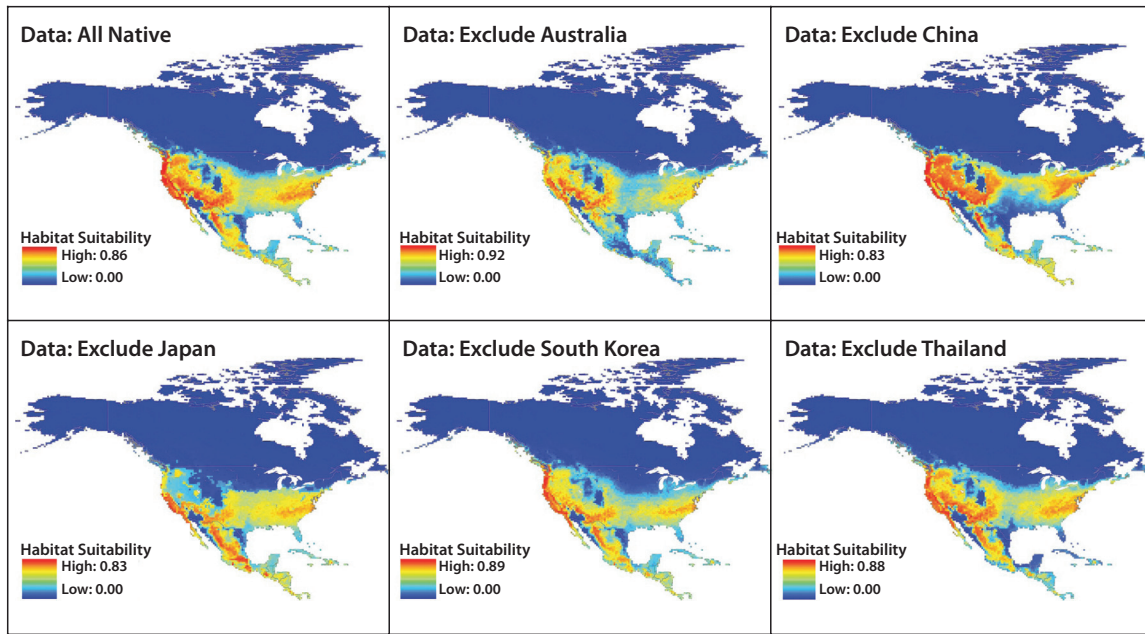 Data: All Native
Habitat Suitability
High: 0.86
Low: 0.00
Data: Exclude Australia
Habitat Suitability
High: 0.92
Low: 0.00
Data: Exclude China
Habitat Suitability
High: 0.83
Low: 0.00
Data: Exclude Japan
Habitat Suitability
High: 0.83
Low: 0.00
Data: Exclude South Korea
Habitat Suitability
High: 0.89
Low: 0.00
Data: Exclude Thailand
Habitat Suitability
High: 0.88
Low: 0.00